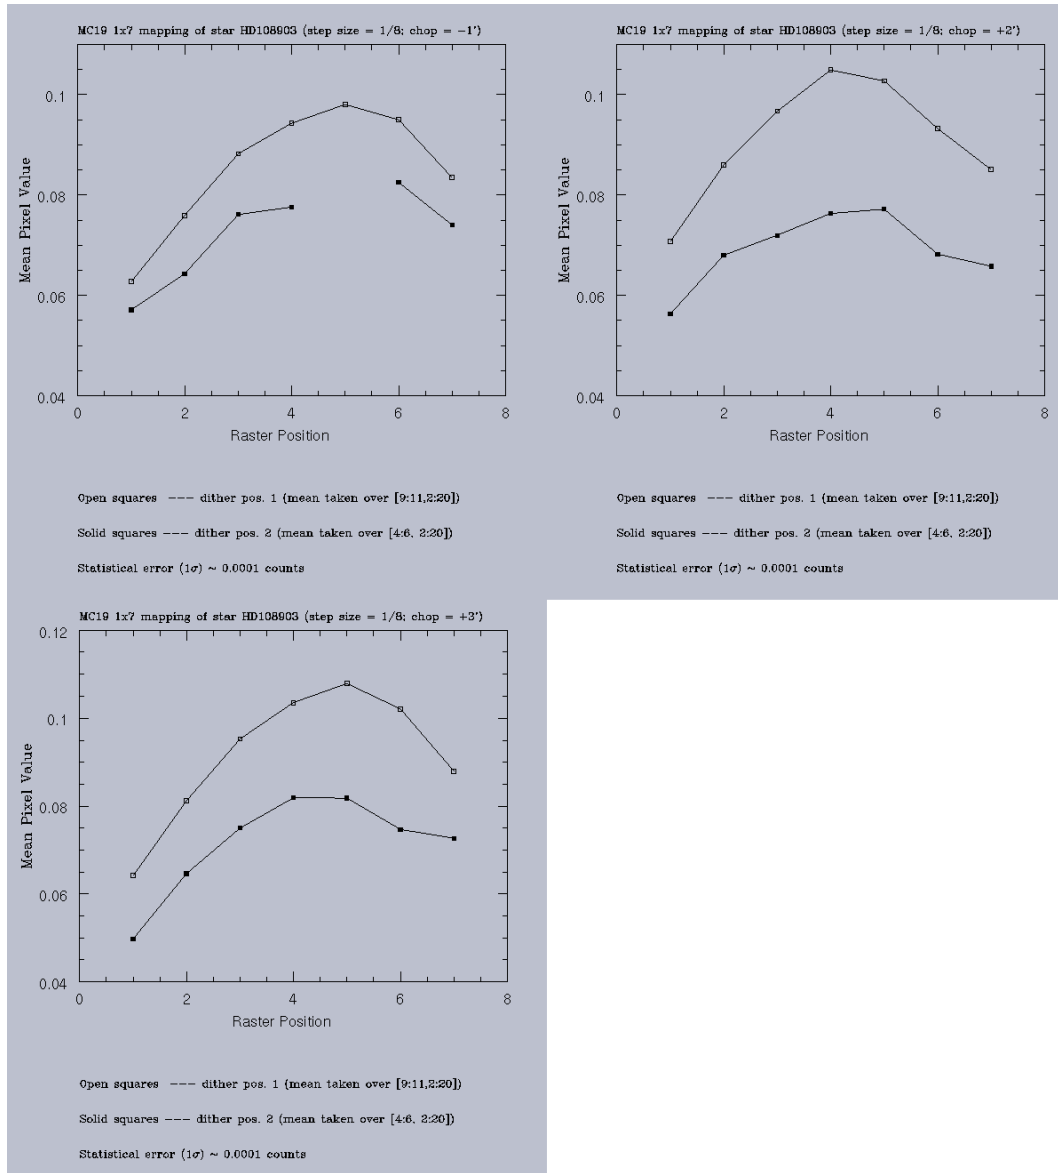 MC19 1x7 mapping of star HD108903 (step size = 1/8; chop = −1')
0.1
0.08
0.06
0.04
Mean Pixel Value
0 2 4 6 8
Raster Position
Open squares −−− dither pos. 1 (mean taken over [9:11,2:20])
Solid squares −−− dither pos. 2 (mean taken over [4:6, 2:20])
Statistical error (1σ) ~ 0.0001 counts
MC19 1x7 mapping of star HD108903 (step size = 1/8; chop = +2')
0.1
0.08
0.06
0.04
Mean Pixel Value
0 2 4 6 8
Raster Position
Open squares −−− dither pos. 1 (mean taken over [9:11,2:20])
Solid squares −−− dither pos. 2 (mean taken over [4:6, 2:20])
Statistical error (1σ) ~ 0.0001 counts
MC19 1x7 mapping of star HD108903 (step size = 1/8; chop = +3')
0.12
0.1
0.08
0.06
0.04
Mean Pixel Value
0 2 4 6 8
Raster Position
Open squares −−− dither pos. 1 (mean taken over [9:11,2:20])
Solid squares −−− dither pos. 2 (mean taken over [4:6, 2:20])
Statistical error (1σ) ~ 0.0001 counts